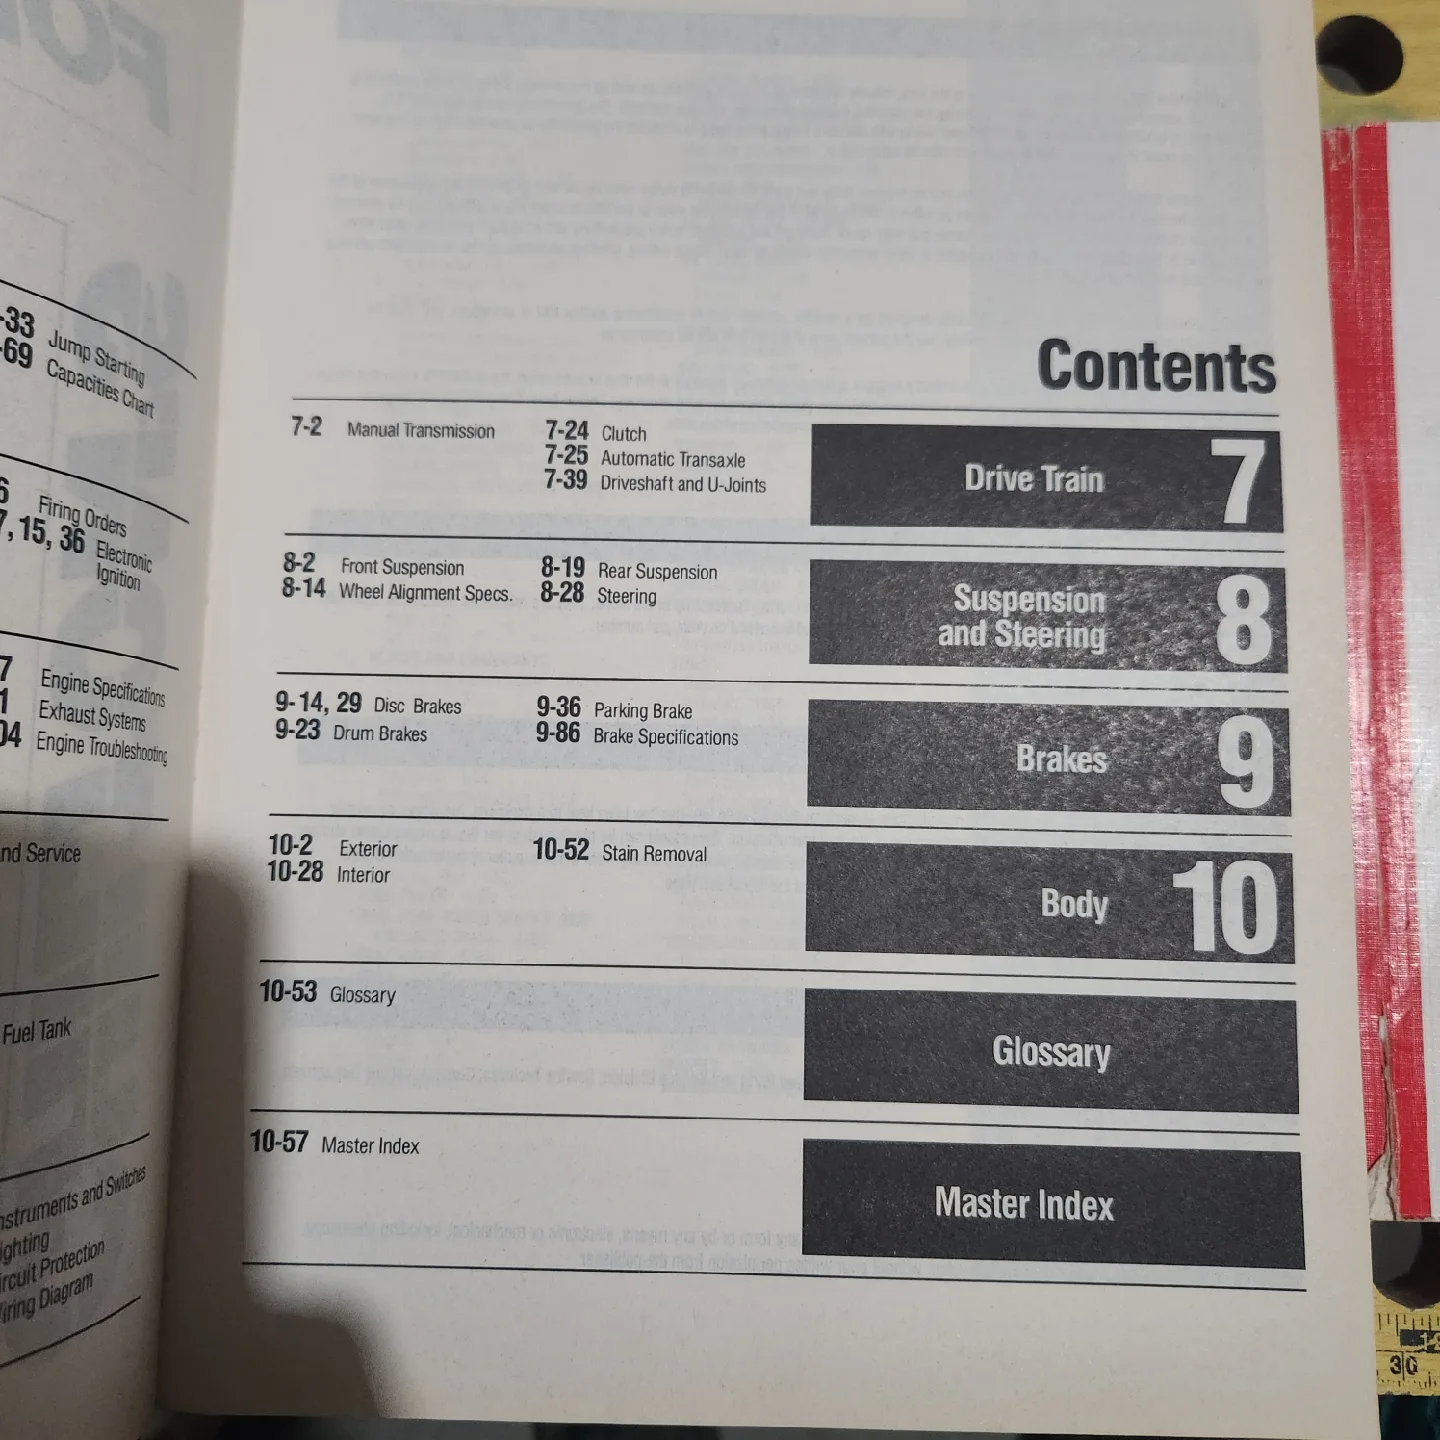 -33 Jump Starting
-69 Capacities Chart
Firing Orders
, 15, 36 Electronic
Ignition
Engine Specifications
Exhaust Systems
Engine Troubleshooting
nd Service
Fuel Tank
nstruments and Switches
ighting
ircuit Protection
iring Diagram
Contents
7-2 Manual Transmission
7-24 Clutch
7-25 Automatic Transaxle
7-39 Driveshaft and U-Joints
Drive Train 7
8-2 Front Suspension
8-14 Wheel Alignment Specs.
8-19 Rear Suspension
8-28 Steering
Suspension
and Steering 8
9-14, 29 Disc Brakes
9-23 Drum Brakes
9-36 Parking Brake
9-86 Brake Specifications
Brakes 9
10-2 Exterior
10-28 Interior
10-52 Stain Removal
Body 10
10-53 Glossary
Glossary
10-57 Master Index
Master Index
30